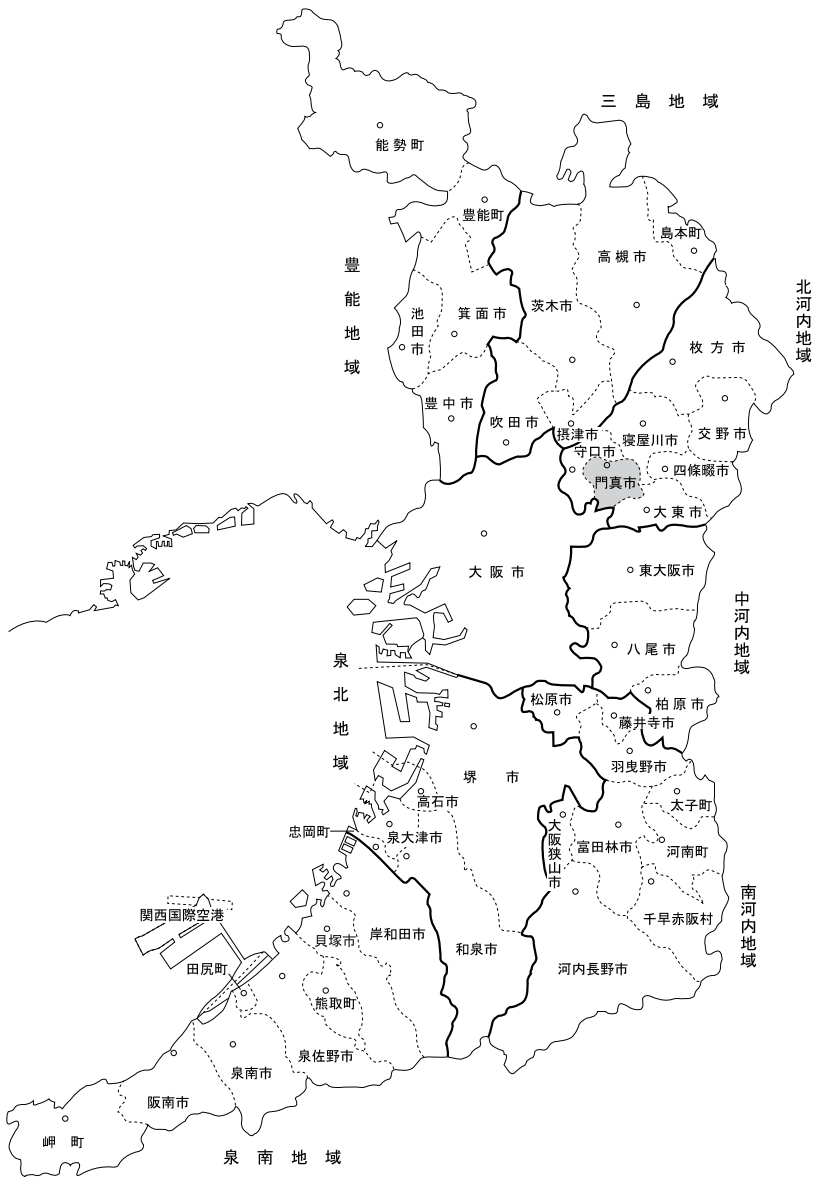 三島地域
能勢町
豊能町
島本町
高槻市
豊能地域
北河内地域
茨木市
池田市
箕面市
枚方市
豊中市
吹田市
摂津市
寝屋川市
交野市
守口市
四條畷市
門真市
大東市
大阪市
東大阪市
中河内地域
八尾市
泉北地域
松原市
柏原市
藤井寺市
羽曳野市
堺市
高石市
太子町
忠岡町
泉大津市
大阪狭山市
富田林市
河南町
南河内地域
関西国際空港
貝塚市
岸和田市
和泉市
千早赤阪村
田尻町
河内長野市
熊取町
泉佐野市
泉南市
阪南市
岬町
泉南地域